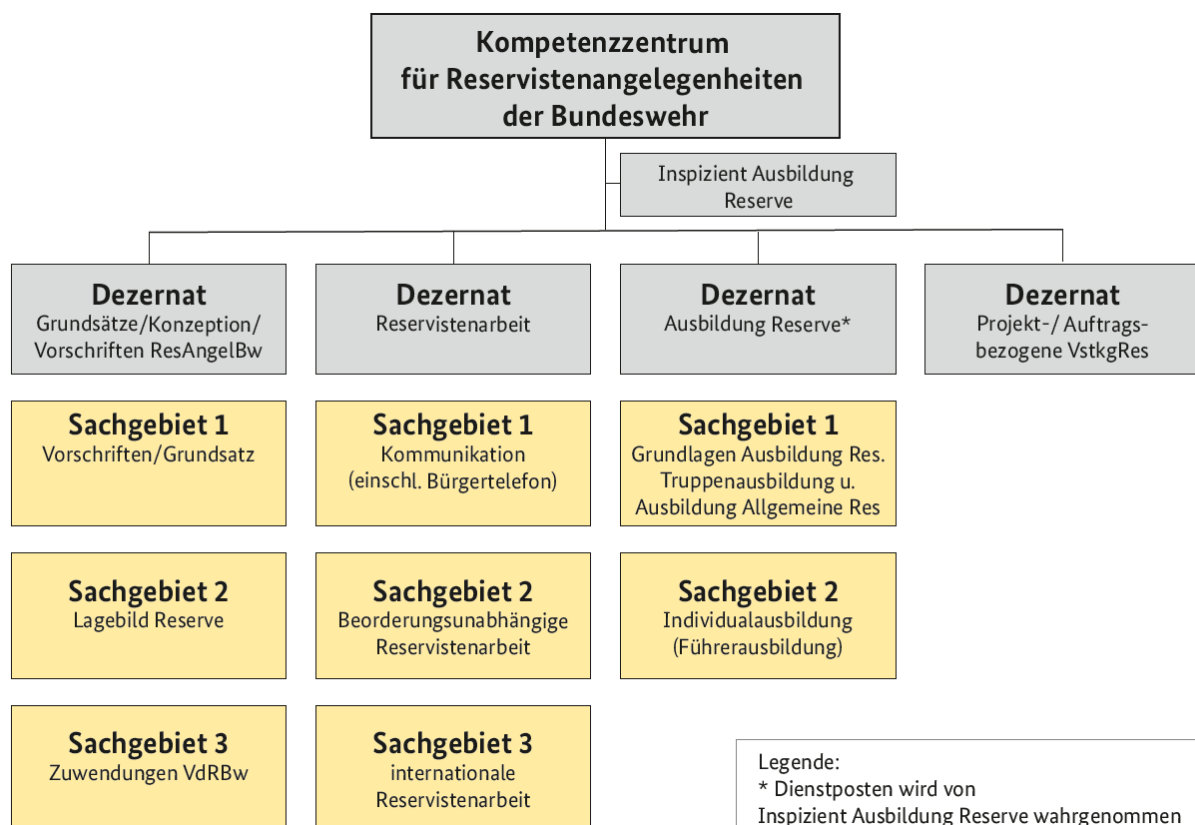 Kompetenzzentrum
für Reservistenangelegenheiten
der Bundeswehr
Inspizient Ausbildung
Reserve
Dezernat
Grundsätze/Konzeption/
Vorschriften ResAngelBw
Dezernat
Reservistenarbeit
Dezernat
Ausbildung Reserve*
Dezernat
Projekt-/ Auftrags-
bezogene VstkgRes
Sachgebiet 1
Vorschriften/Grundsatz
Sachgebiet 1
Kommunikation
(einschl. Bürgertelefon)
Sachgebiet 1
Grundlagen Ausbildung Res.
Truppenausbildung u.
Ausbildung Allgemeine Res
Sachgebiet 2
Lagebild Reserve
Sachgebiet 2
Beorderungsunabhängige
Reservistenarbeit
Sachgebiet 2
Individualausbildung
(Führerausbildung)
Sachgebiet 3
Zuwendungen VdRBw
Sachgebiet 3
internationale
Reservistenarbeit
Legende:
* Dienstposten wird von
Inspizient Ausbildung Reserve wahrgenommen